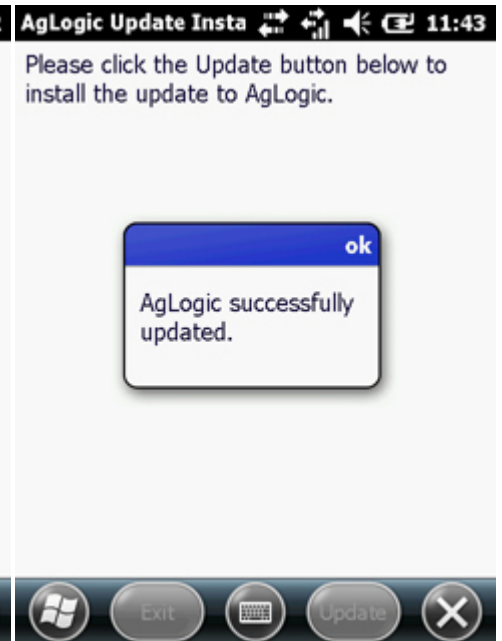 AgLogic Update Insta 11:43
Please click the Update button below to
install the update to AgLogic.
ok
AgLogic successfully
updated.
Exit Update